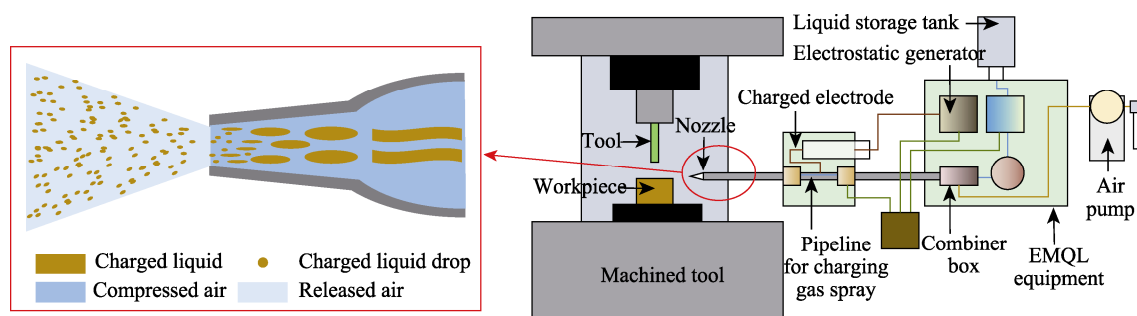 Charged liquid
Charged liquid drop
Compressed air
Released air
Liquid storage tank
Electrostatic generator
Charged electrode
Nozzle
Tool
Workpiece
Machined tool
Pipeline
for charging
gas spray
Combiner
box
EMQL
equipment
Air
pump